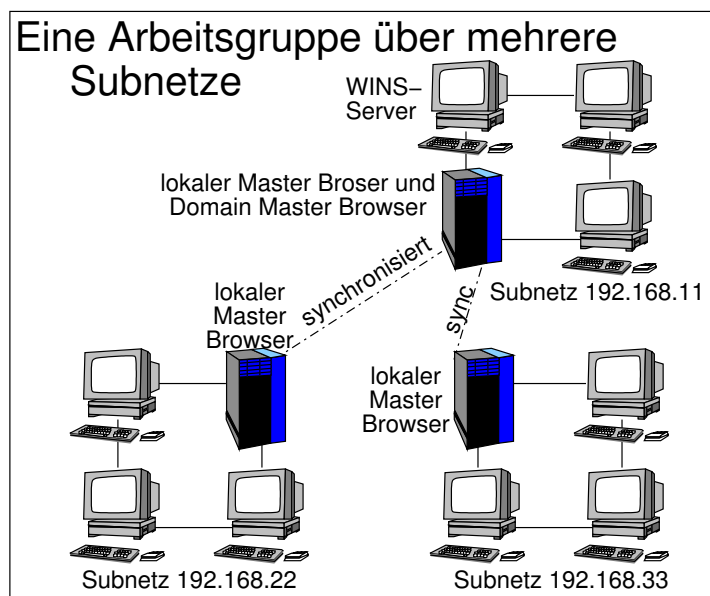 Eine Arbeitsgruppe über mehrere
Subnetze
WINS–
Server
lokaler Master Broser und
Domain Master Browser
synchronisiert
sync
Subnetz 192.168.11
lokaler
Master
Browser
lokaler
Master
Browser
Subnetz 192.168.22
Subnetz 192.168.33